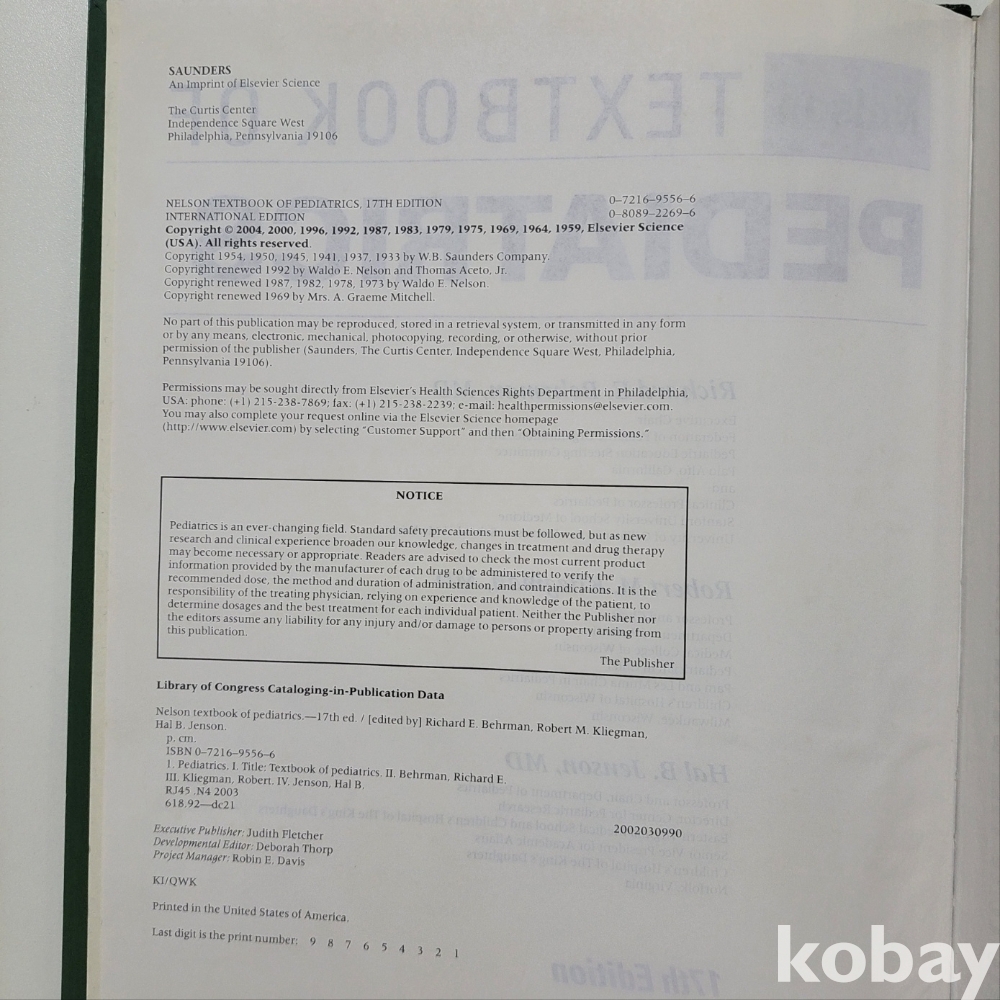 SAUNDERS
An Imprint of Elsevier Science
The Curtis Center
Independence Square West
Philadelphia, Pennsylvania 19106
NELSON TEXTBOOK OF PEDIATRICS, 17TH EDITION 0–7216–9556–6
INTERNATIONAL EDITION 0–8089–2269–6
Copyright © 2004, 2000, 1996, 1992, 1987, 1983, 1979, 1975, 1969, 1964, 1959, Elsevier Science
(USA). All rights reserved.
Copyright 1954, 1950, 1945, 1941, 1937, 1933 by W.B. Saunders Company.
Copyright renewed 1992 by Waldo E. Nelson and Thomas Aceto, Jr.
Copyright renewed 1987, 1982, 1978, 1973 by Waldo E. Nelson.
Copyright renewed 1969 by Mrs. A. Graeme Mitchell.
No part of this publication may be reproduced, stored in a retrieval system, or transmitted in any form
or by any means, electronic, mechanical, photocopying, recording, or otherwise, without prior
permission of the publisher (Saunders, The Curtis Center, Independence Square West, Philadelphia,
Pennsylvania 19106).
Permissions may be sought directly from Elsevier's Health Sciences Rights Department in Philadelphia,
USA: phone: (+1) 215-238-7869; fax: (+1) 215-238-2239; e-mail: healthpermissions@elsevier.com.
You may also complete your request online via the Elsevier Science homepage
(http://www.elsevier.com) by selecting "Customer Support" and then "Obtaining Permissions."
NOTICE
Pediatrics is an ever-changing field. Standard safety precautions must be followed, but as new
research and clinical experience broaden our knowledge, changes in treatment and drug therapy
may become necessary or appropriate. Readers are advised to check the most current product
information provided by the manufacturer of each drug to be administered to verify the
recommended dose, the method and duration of administration, and contraindications. It is the
responsibility of the treating physician, relying on experience and knowledge of the patient, to
determine dosages and the best treatment for each individual patient. Neither the Publisher nor
the editors assume any liability for any injury and/or damage to persons or property arising from
this publication.
The Publisher
Library of Congress Cataloging-in-Publication Data
Nelson textbook of pediatrics.—17th ed. / [edited by] Richard E. Behrman, Robert M. Kliegman,
Hal B. Jenson.
p. cm.
ISBN 0–7216–9556–6
1. Pediatrics. I. Title: Textbook of pediatrics. II. Behrman, Richard E.
III. Kliegman, Robert. IV. Jenson, Hal B.
RJ45 .N4 2003
618.92—dc21
2002030990
Executive Publisher: Judith Fletcher
Developmental Editor: Deborah Thorp
Project Manager: Robin E. Davis
KI/QWK
Printed in the United States of America.
Last digit is the print number: 9 8 7 6 5 4 3 2 1
kobay